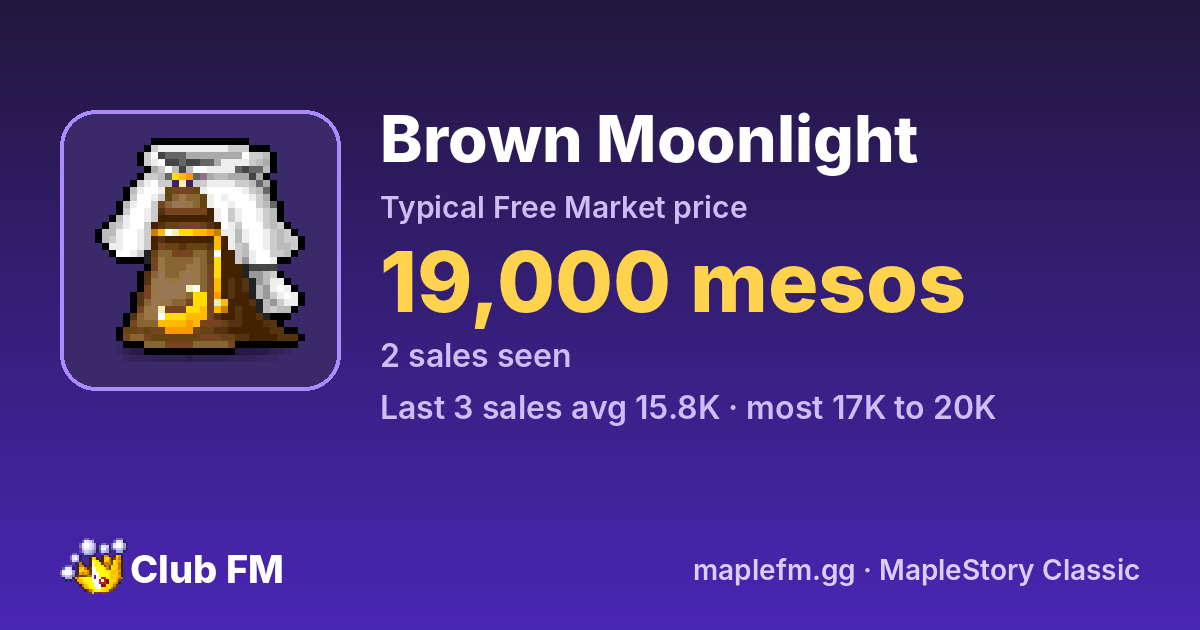 Brown Moonlight
Typical Free Market price
19,000 mesos
2 sales seen
Last 3 sales avg 15.8K · most 17K to 20K
Club FM
maplefm.gg · MapleStory Classic